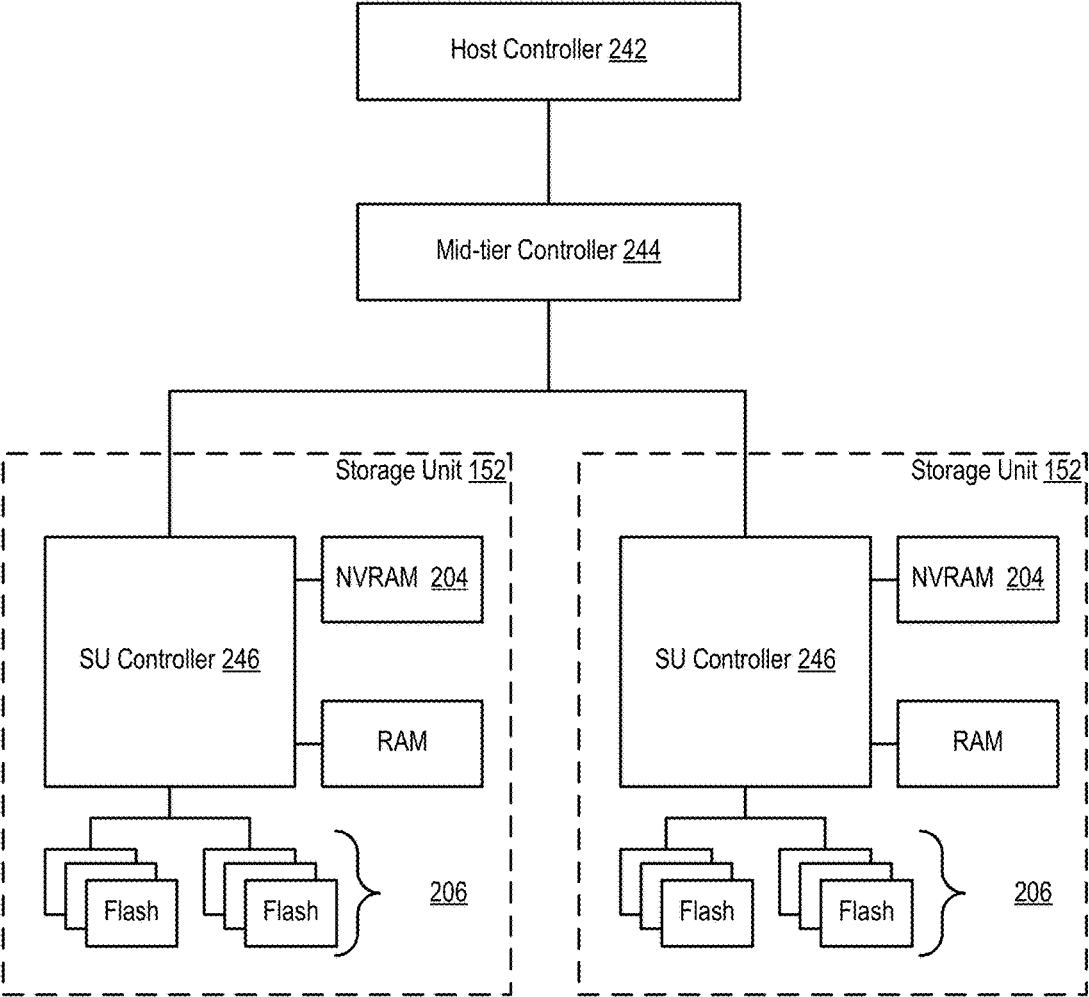 Host Controller 242
Mid-tier Controller 244
Storage Unit 152
Storage Unit 152
NVRAM 204
NVRAM 204
SU Controller 246
SU Controller 246
RAM
RAM
Flash
Flash
206
Flash
Flash
206